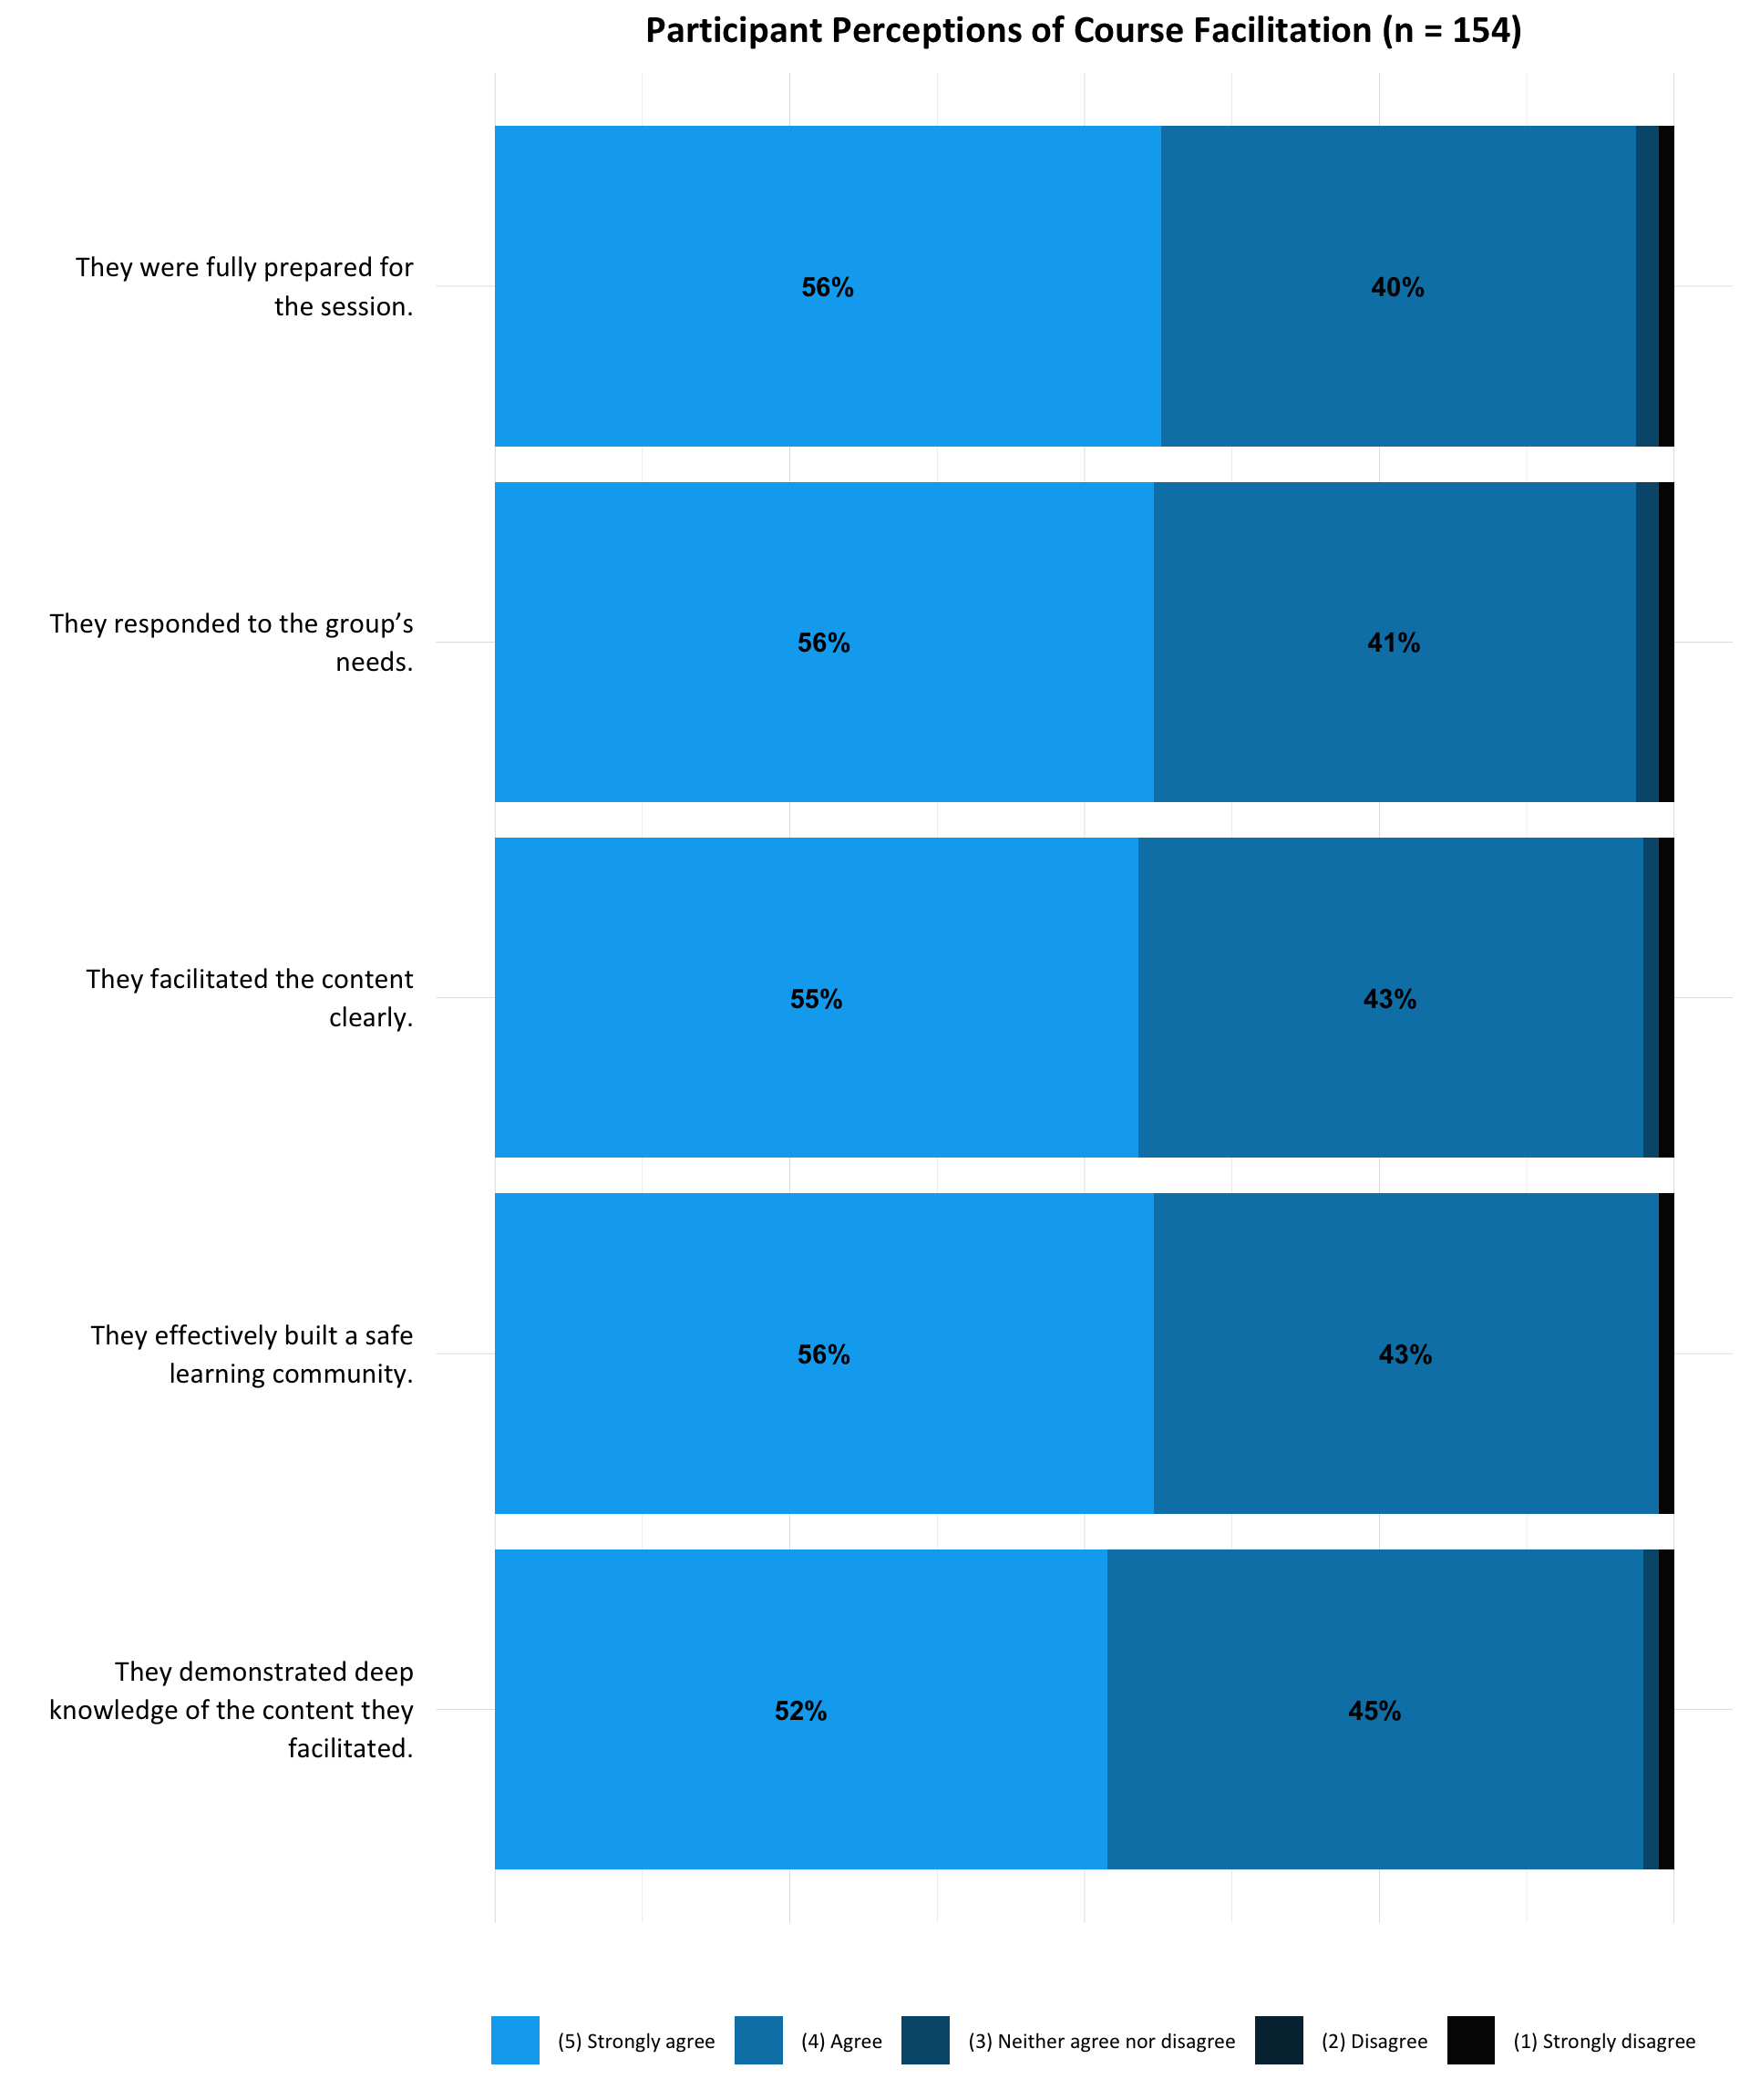 Participant Perceptions of Course Facilitation (n = 154)
They were fully prepared for
the session.
56%
40%
They responded to the group’s
needs.
56%
41%
They facilitated the content
clearly.
55%
43%
They effectively built a safe
learning community.
56%
43%
They demonstrated deep
knowledge of the content they
facilitated.
52%
45%
(5) Strongly agree
(4) Agree
(3) Neither agree nor disagree
(2) Disagree
(1) Strongly disagree